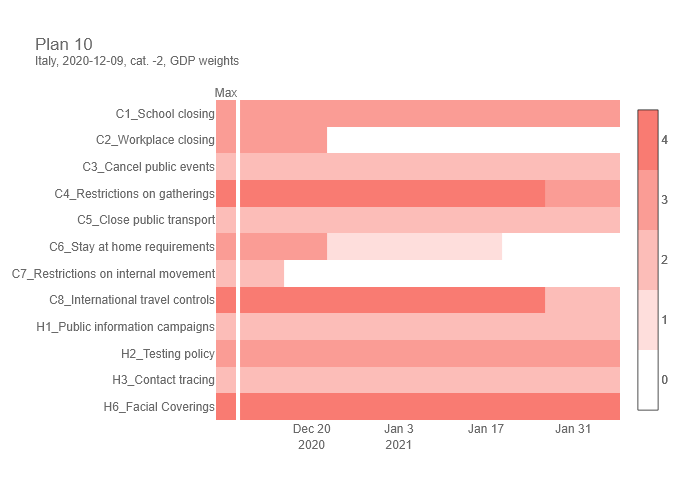 Plan 10
Italy, 2020-12-09, cat. -2, GDP weights
Max
C1_School closing
C2_Workplace closing
C3_Cancel public events
C4_Restrictions on gatherings
C5_Close public transport
C6_Stay at home requirements
C7_Restrictions on internal movement
C8_International travel controls
H1_Public information campaigns
H2_Testing policy
H3_Contact tracing
H6_Facial Coverings
Dec 20
2020
Jan 3
2021
Jan 17
Jan 31
4
3
2
1
0